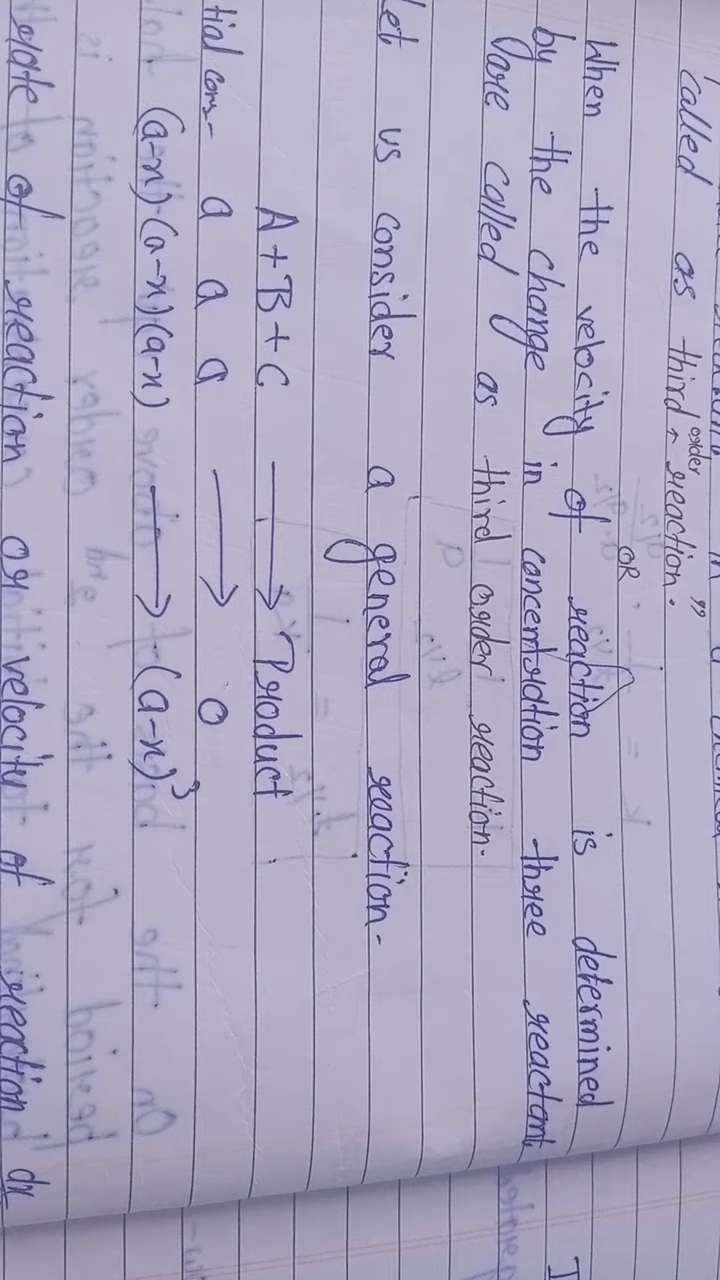 called as third order reaction."
OR
When the velocity of reaction is determined
by the change in concentration three reactant,
are called as third order reaction.
Let us consider a general reaction.
A+B+C → Product
tial cons- a a a → 0
(a-x)·(a-x)(a-x) → (a-x)³
of reaction or velocity of reaction dx